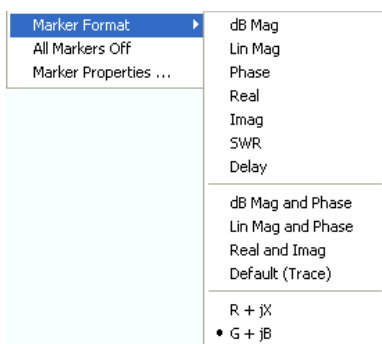 Marker Format
All Markers Off
Marker Properties ...
dB Mag
Lin Mag
Phase
Real
Imag
SWR
Delay
dB Mag and Phase
Lin Mag and Phase
Real and Imag
Default (Trace)
R + jX
• G + jB